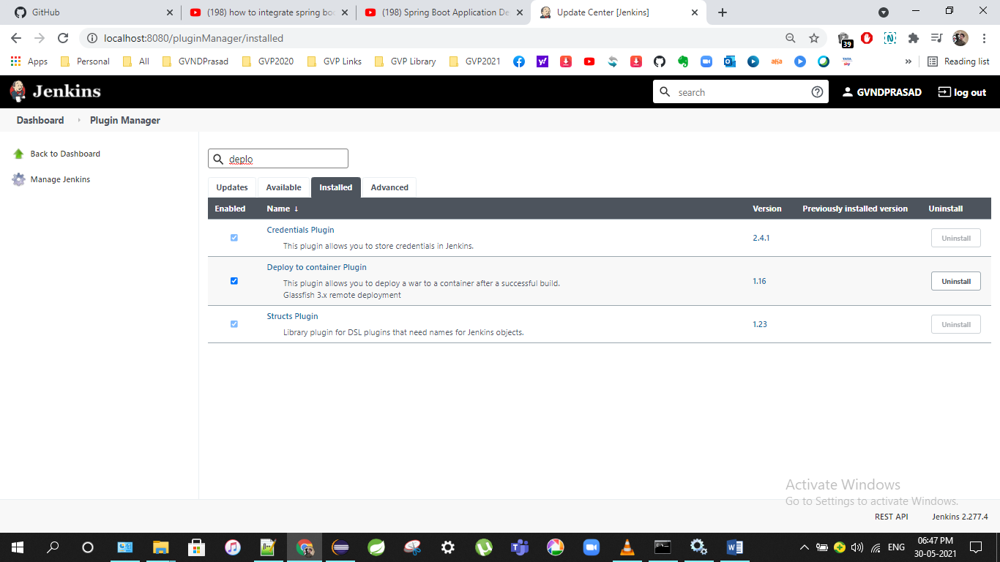 GitHub
(198) how to integrate spring boo
(198) Spring Boot Application De
Update Center [Jenkins]
localhost:8080/pluginManager/installed
39
Apps
Personal
All
GVNDPrasad
GVP2020
GVP Links
GVP Library
GVP2021
y!
N
aha
TATA sky
»
Reading list
Jenkins
search
GVNDPRASAD
log out
Dashboard
Plugin Manager
Back to Dashboard
Manage Jenkins
deplo
Updates
Available
Installed
Advanced
Enabled
Name ↓
Version
Previously installed version
Uninstall
Credentials Plugin
This plugin allows you to store credentials in Jenkins.
2.4.1
Uninstall
Deploy to container Plugin
This plugin allows you to deploy a war to a container after a successful build.
Glassfish 3.x remote deployment
1.16
Uninstall
Structs Plugin
Library plugin for DSL plugins that need names for Jenkins objects.
1.23
Uninstall
Activate Windows
Go to Settings to activate Windows.
REST API
Jenkins 2.277.4
ENG
06:47 PM
30-05-2021